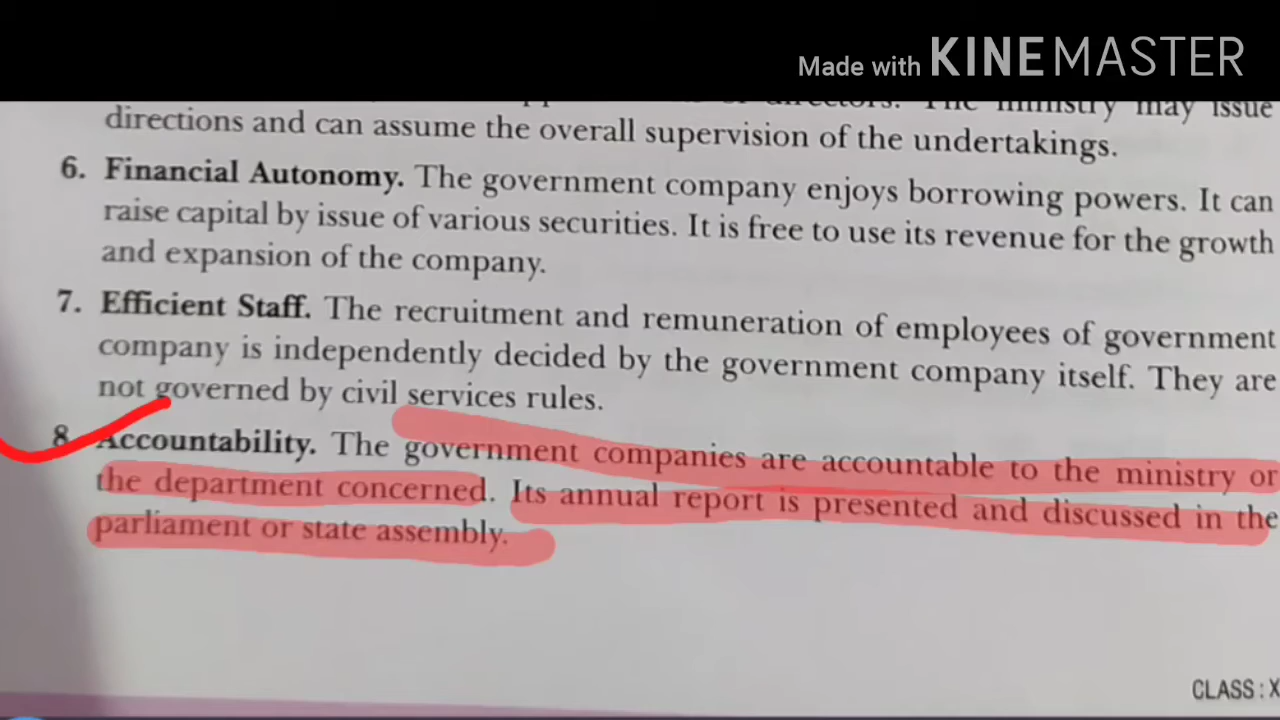 Made with KINEMASTER
directors. The ministry may issue
directions and can assume the overall supervision of the undertakings.
6. Financial Autonomy. The government company enjoys borrowing powers. It can
raise capital by issue of various securities. It is free to use its revenue for the growth
and expansion of the company.
7. Efficient Staff. The recruitment and remuneration of employees of government
company is independently decided by the government company itself. They are
not governed by civil services rules.
8. Accountability. The government companies are accountable to the ministry or
the department concerned. Its annual report is presented and discussed in the
parliament or state assembly.
CLASS : X